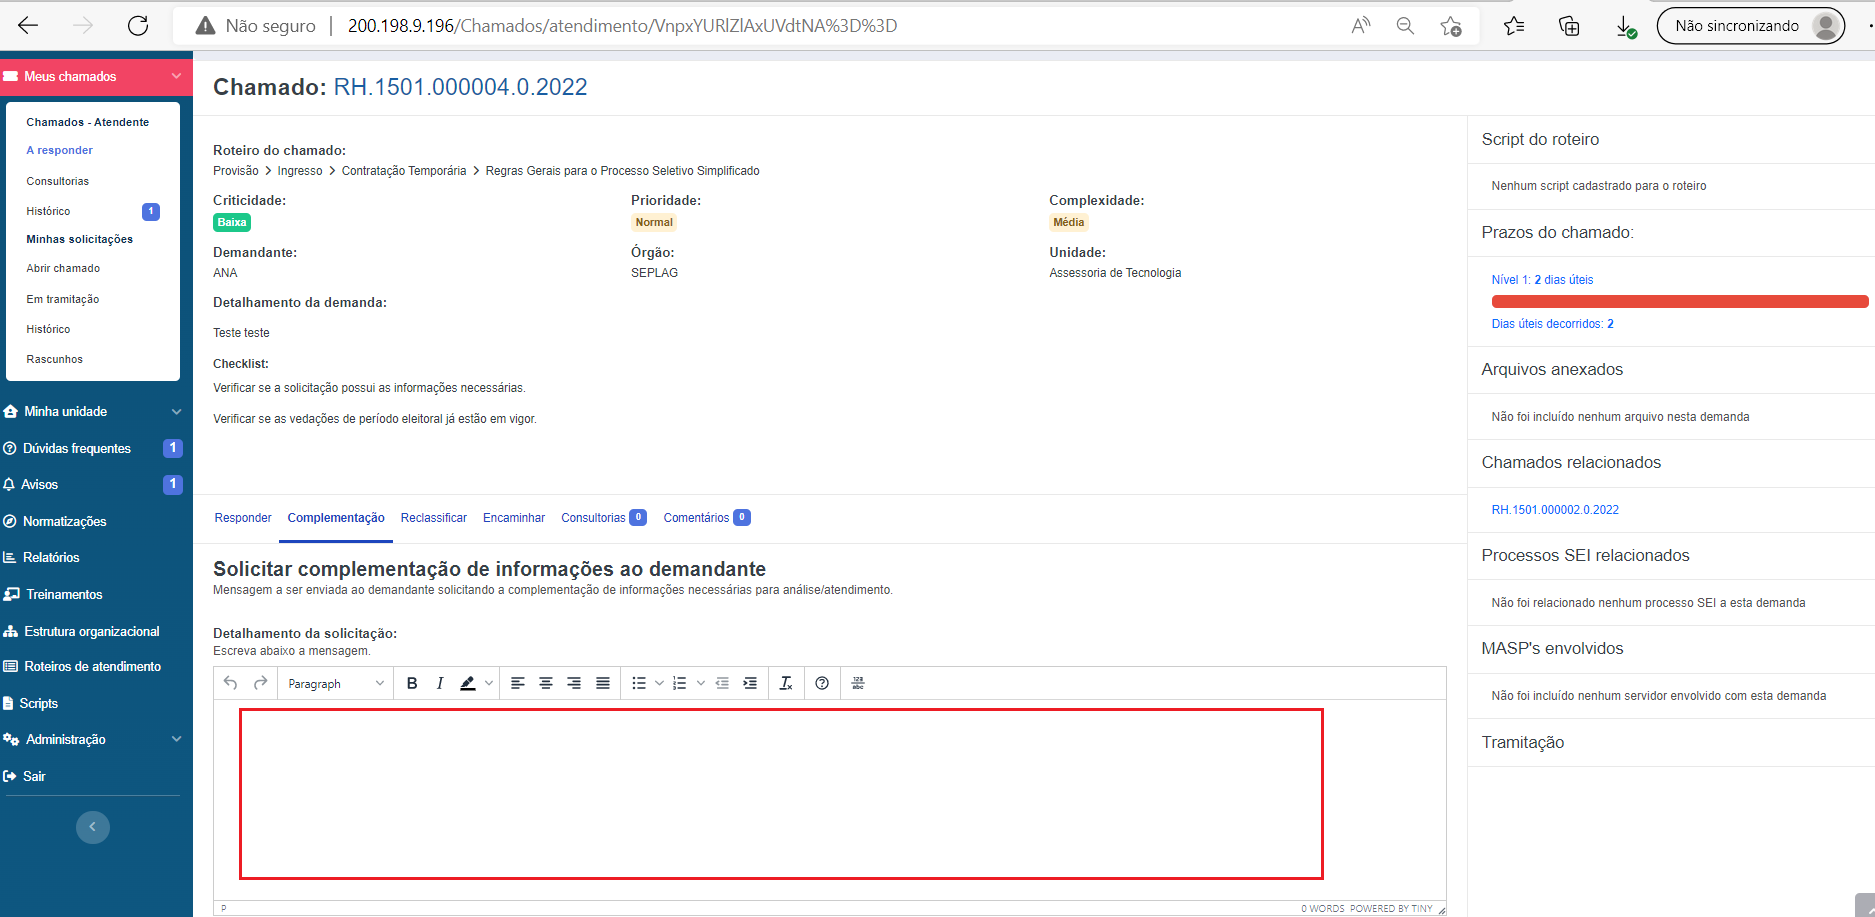 Não seguro | 200.198.9.196/Chamados/atendimento/VnpxYURlZlAxUVdtNA%3D%3D
Não sincronizando
Meus chamados
Chamados - Atendente
A responder
Consultorias
Histórico 1
Minhas solicitações
Abrir chamado
Em tramitação
Histórico
Rascunhos
Minha unidade
Dúvidas frequentes 1
Avisos 1
Normatizações
Relatórios
Treinamentos
Estrutura organizacional
Roteiros de atendimento
Scripts
Administração
Sair
Chamado: RH.1501.000004.0.2022
Roteiro do chamado:
Provisão > Ingresso > Contratação Temporária > Regras Gerais para o Processo Seletivo Simplificado
Criticidade: Prioridade: Complexidade:
Baixa Normal Média
Demandante: Órgão: Unidade:
ANA SEPLAG Assessoria de Tecnologia
Detalhamento da demanda:
Teste teste
Checklist:
Verificar se a solicitação possui as informações necessárias.
Verificar se as vedações de período eleitoral já estão em vigor.
Responder Complementação Reclassificar Encaminhar Consultorias 0 Comentários 0
Solicitar complementação de informações ao demandante
Mensagem a ser enviada ao demandante solicitando a complementação de informações necessárias para análise/atendimento.
Detalhamento da solicitação:
Escreva abaixo a mensagem.
Paragraph B I
P 0 WORDS POWERED BY TINY
Script do roteiro
Nenhum script cadastrado para o roteiro
Prazos do chamado:
Nível 1: 2 dias úteis
Dias úteis decorridos: 2
Arquivos anexados
Não foi incluído nenhum arquivo nesta demanda
Chamados relacionados
RH.1501.000002.0.2022
Processos SEI relacionados
Não foi relacionado nenhum processo SEI a esta demanda
MASP's envolvidos
Não foi incluído nenhum servidor envolvido com esta demanda
Tramitação